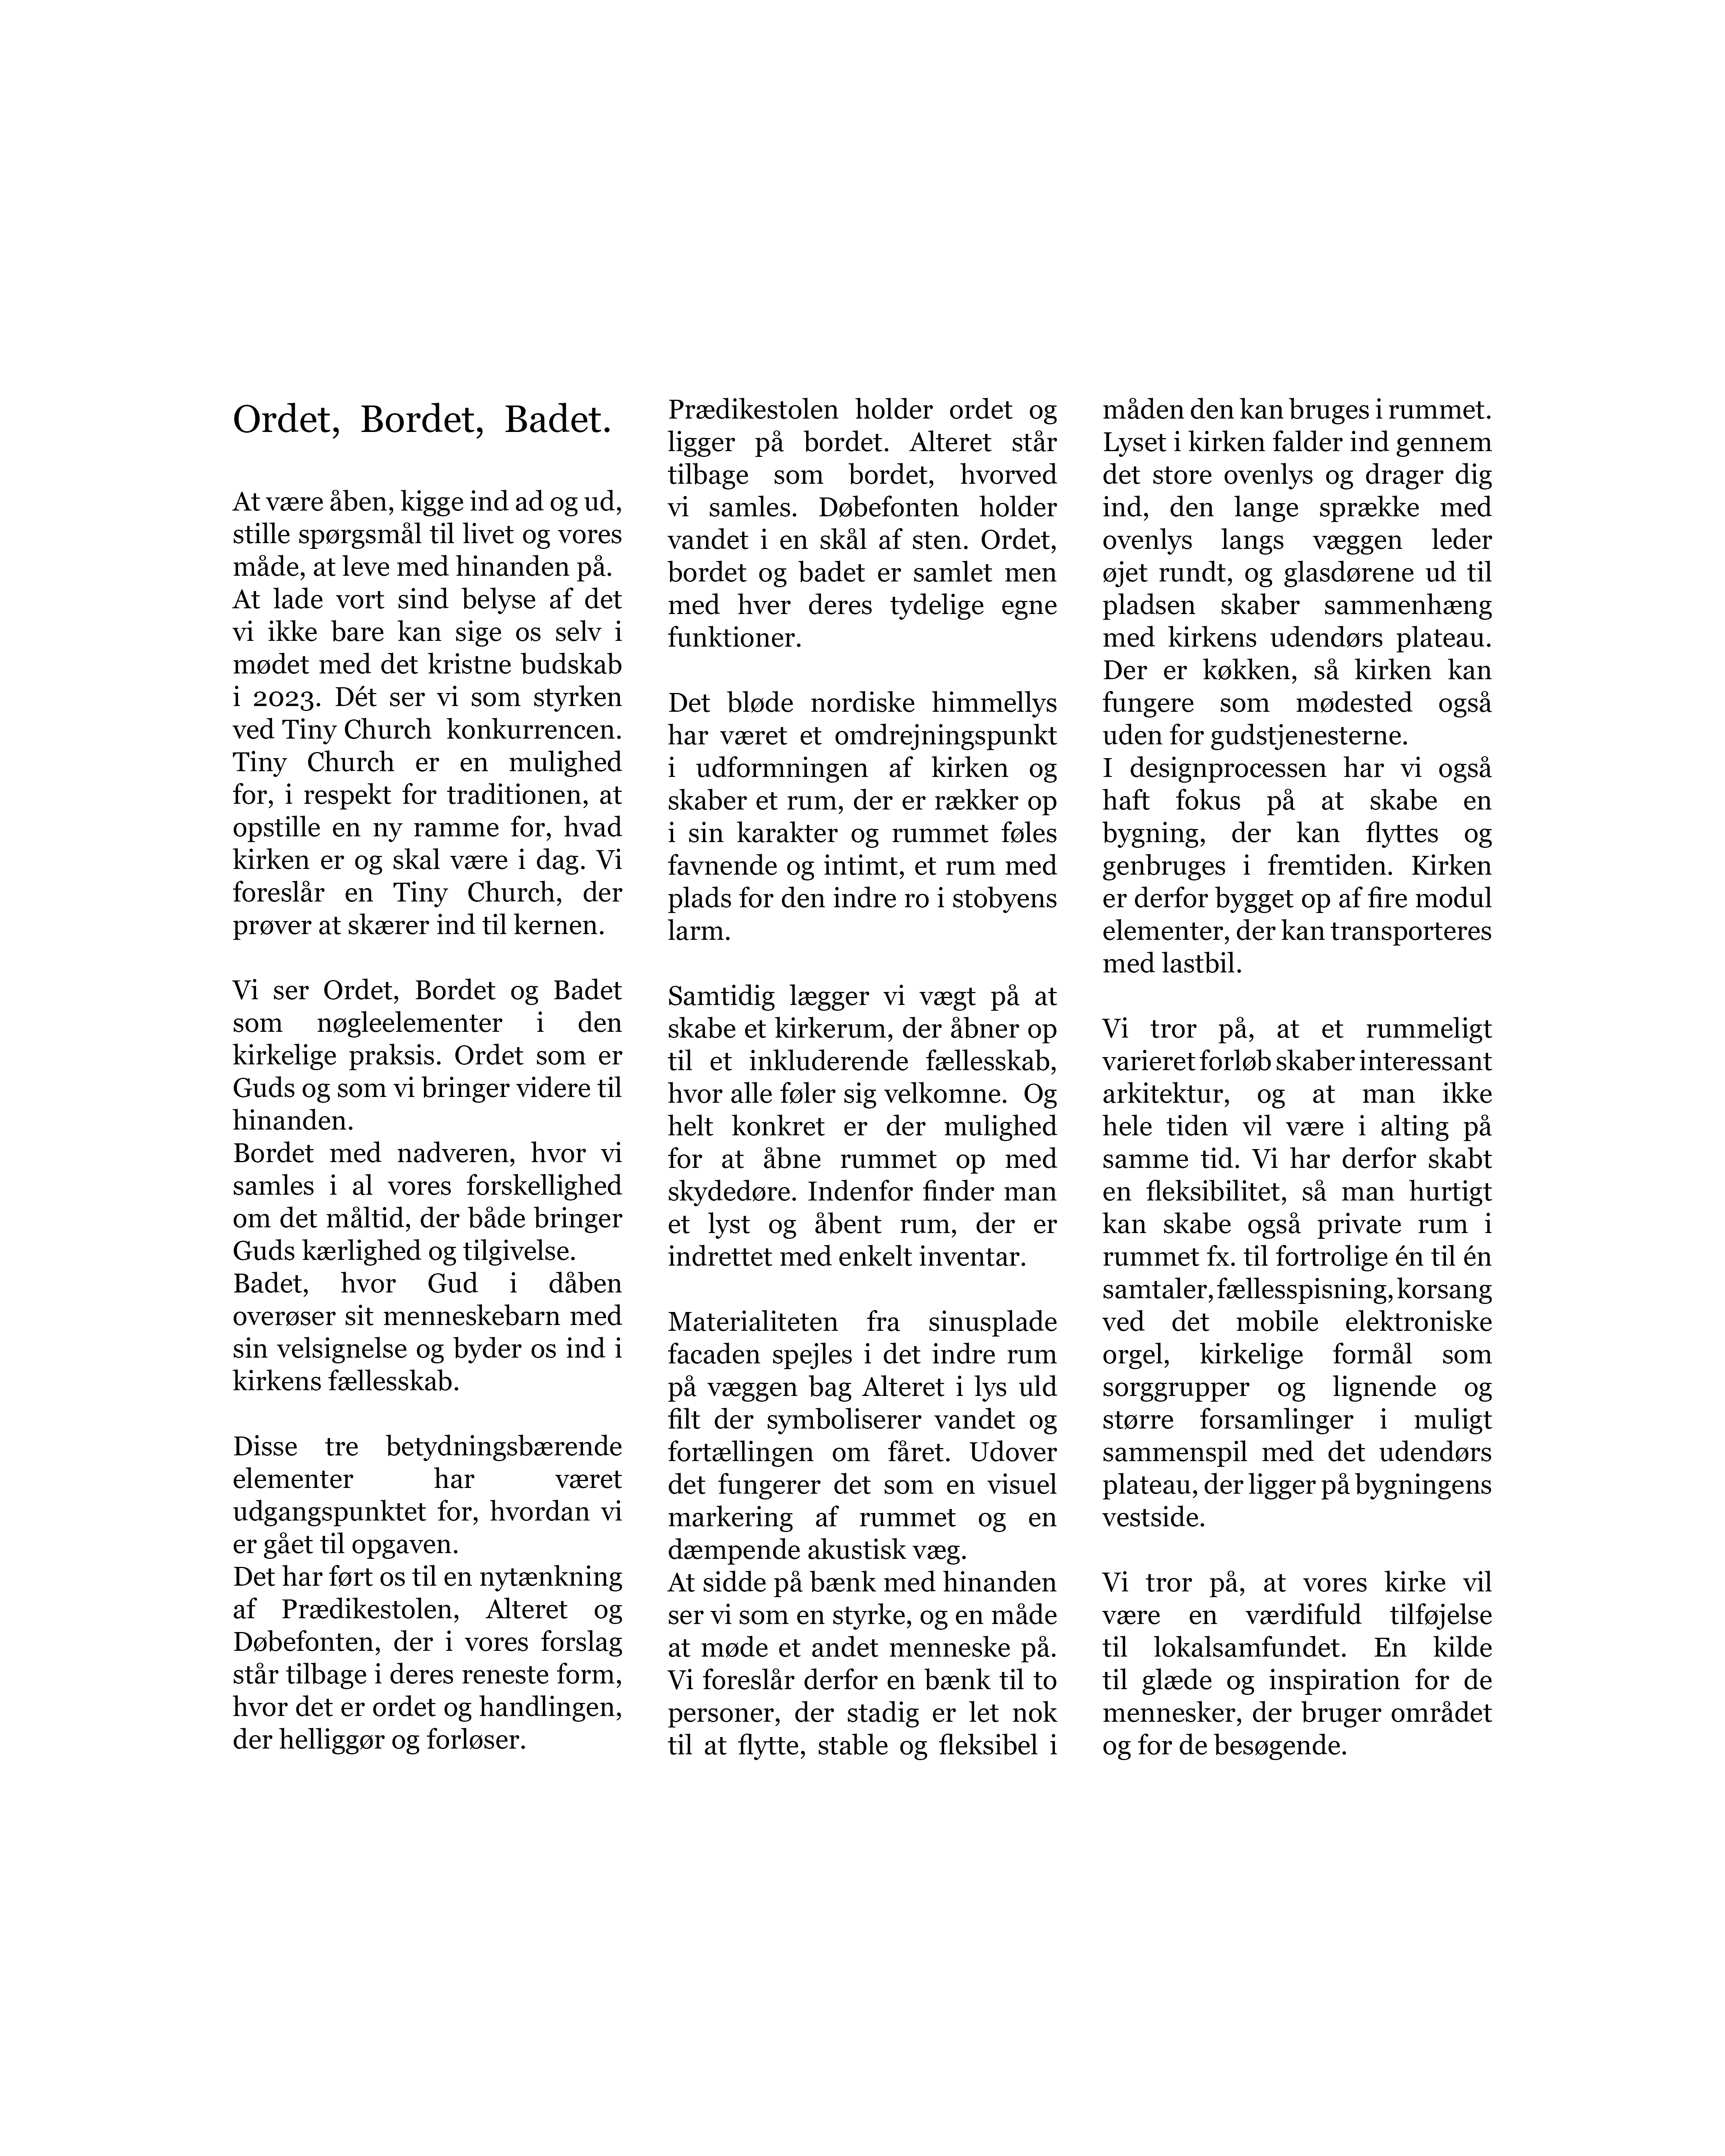 Ordet, Bordet, Badet.
At være åben, kigge ind ad og ud,
stille spørgsmål til livet og vores
måde, at leve med hinanden på.
At lade vort sind belyse af det
vi ikke bare kan sige os selv i
mødet med det kristne budskab
i 2023. Dét ser vi som styrken
ved Tiny Church konkurrencen.
Tiny Church er en mulighed
for, i respekt for traditionen, at
opstille en ny ramme for, hvad
kirken er og skal være i dag. Vi
foreslår en Tiny Church, der
prøver at skærer ind til kernen.
Vi ser Ordet, Bordet og Badet
som nøgleelementer i den
kirkelige praksis. Ordet som er
Guds og som vi bringer videre til
hinanden.
Bordet med nadveren, hvor vi
samles i al vores forskellighed
om det måltid, der både bringer
Guds kærlighed og tilgivelse.
Badet, hvor Gud i dåben
overøser sit menneskebarn med
sin velsignelse og byder os ind i
kirkens fællesskab.
Disse tre betydningsbærende
elementer har været
udgangspunktet for, hvordan vi
er gået til opgaven.
Det har ført os til en nytænkning
af Prædikestolen, Alteret og
Døbefonten, der i vores forslag
står tilbage i deres reneste form,
hvor det er ordet og handlingen,
der helliggør og forløser.
Prædikestolen holder ordet og
ligger på bordet. Alteret står
tilbage som bordet, hvorved
vi samles. Døbefonten holder
vandet i en skål af sten. Ordet,
bordet og badet er samlet men
med hver deres tydelige egne
funktioner.
Det bløde nordiske himmellys
har været et omdrejningspunkt
i udformningen af kirken og
skaber et rum, der er rækker op
i sin karakter og rummet føles
favnende og intimt, et rum med
plads for den indre ro i stobyens
larm.
Samtidig lægger vi vægt på at
skabe et kirkerum, der åbner op
til et inkluderende fællesskab,
hvor alle føler sig velkomne. Og
helt konkret er der mulighed
for at åbne rummet op med
skydedøre. Indenfor finder man
et lyst og åbent rum, der er
indrettet med enkelt inventar.
Materialiteten fra sinusplade
facaden spejles i det indre rum
på væggen bag Alteret i lys uld
filt der symboliserer vandet og
fortællingen om fåret. Udover
det fungerer det som en visuel
markering af rummet og en
dæmpende akustisk væg.
At sidde på bænk med hinanden
ser vi som en styrke, og en måde
at møde et andet menneske på.
Vi foreslår derfor en bænk til to
personer, der stadig er let nok
til at flytte, stable og fleksibel i
måden den kan bruges i rummet.
Lyset i kirken falder ind gennem
det store ovenlys og drager dig
ind, den lange sprække med
ovenlys langs væggen leder
øjet rundt, og glasdørene ud til
pladsen skaber sammenhæng
med kirkens udendørs plateau.
Der er køkken, så kirken kan
fungere som mødested også
uden for gudstjenesterne.
I designprocessen har vi også
haft fokus på at skabe en
bygning, der kan flyttes og
genbruges i fremtiden. Kirken
er derfor bygget op af fire modul
elementer, der kan transporteres
med lastbil.
Vi tror på, at et rummeligt
varieret forløb skaber interessant
arkitektur, og at man ikke
hele tiden vil være i alting på
samme tid. Vi har derfor skabt
en fleksibilitet, så man hurtigt
kan skabe også private rum i
rummet fx. til fortrolige én til én
samtaler, fællesspisning, korsang
ved det mobile elektroniske
orgel, kirkelige formål som
sorggrupper og lignende og
større forsamlinger i muligt
sammenspil med det udendørs
plateau, der ligger på bygningens
vestside.
Vi tror på, at vores kirke vil
være en værdifuld tilføjelse
til lokalsamfundet. En kilde
til glæde og inspiration for de
mennesker, der bruger området
og for de besøgende.